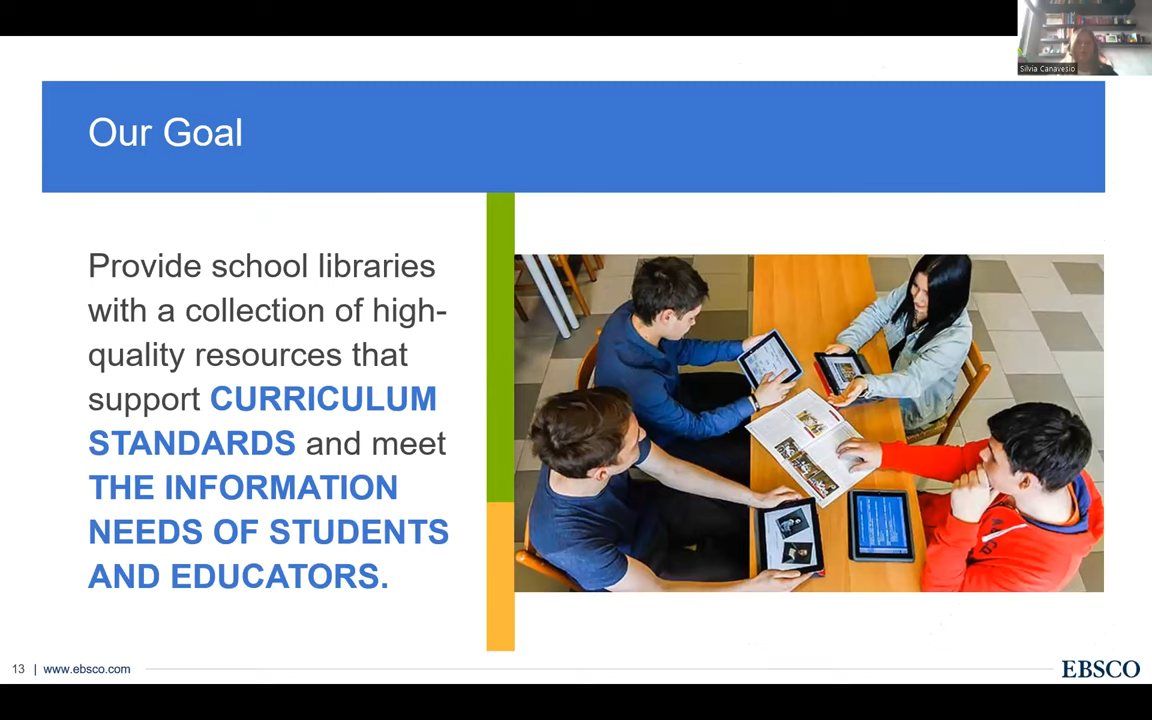 Silvia Canavesio
Our Goal
Provide school libraries
with a collection of high-
quality resources that
support CURRICULUM
STANDARDS and meet
THE INFORMATION
NEEDS OF STUDENTS
AND EDUCATORS.
13 | www.ebsco.com
EBSCO